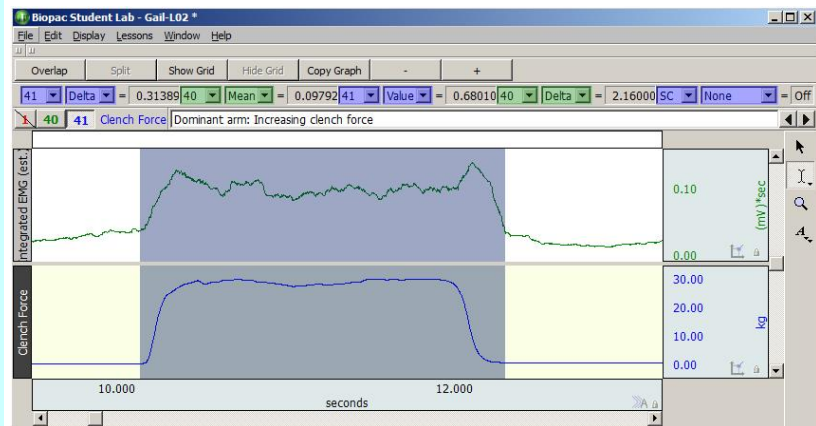 Biopac Student Lab - Gail-L02 *
File Edit Display Lessons Window Help
Overlap Split Show Grid Hide Grid Copy Graph - +
41 Delta = 0.31389 40 Mean = 0.09792 41 Value = 0.68010 40 Delta = 2.16000 SC None = Off
1 40 41 Clench Force Dominant arm: Increasing clench force
Integrated EMG (est.)
0.10
0.00
(mV)*sec
Clench Force
30.00
20.00
10.00
0.00
kg
10.000 12.000
seconds